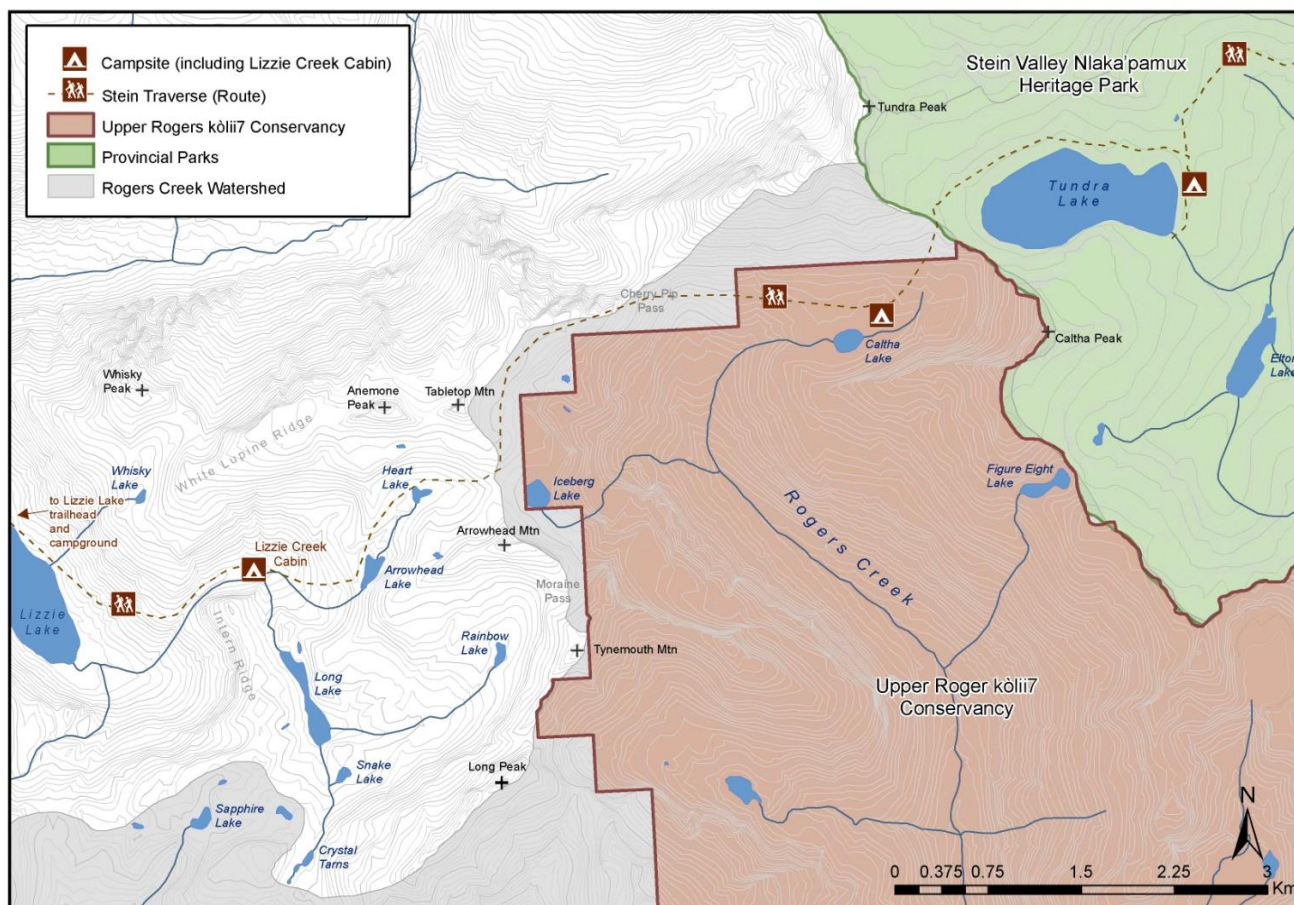 Campsite (including Lizzie Creek Cabin)
Stein Traverse (Route)
Upper Rogers kòlii7 Conservancy
Provincial Parks
Rogers Creek Watershed
Stein Valley Nlaka'pamux
Heritage Park
Tundra Peak
Tundra
Lake
Cherry Pip
Pass
Caltha
Lake
Caltha Peak
Elton
Lake
Whisky
Peak
Anemone
Peak
Tabletop Mtn
White Lupine Ridge
Whisky
Lake
Heart
Lake
Iceberg
Lake
Figure Eight
Lake
to Lizzie Lake
trailhead
and
campground
Lizzie Creek
Cabin
Arrowhead Mtn
Arrowhead
Lake
Moraine
Pass
Rogers Creek
Lizzie
Lake
Intern Ridge
Rainbow
Lake
Tynemouth Mtn
Long
Lake
Upper Roger kòlii7
Conservancy
Snake
Lake
Long Peak
Sapphire
Lake
Crystal
Tarns
N
0 0.375 0.75 1.5 2.25 3
Km